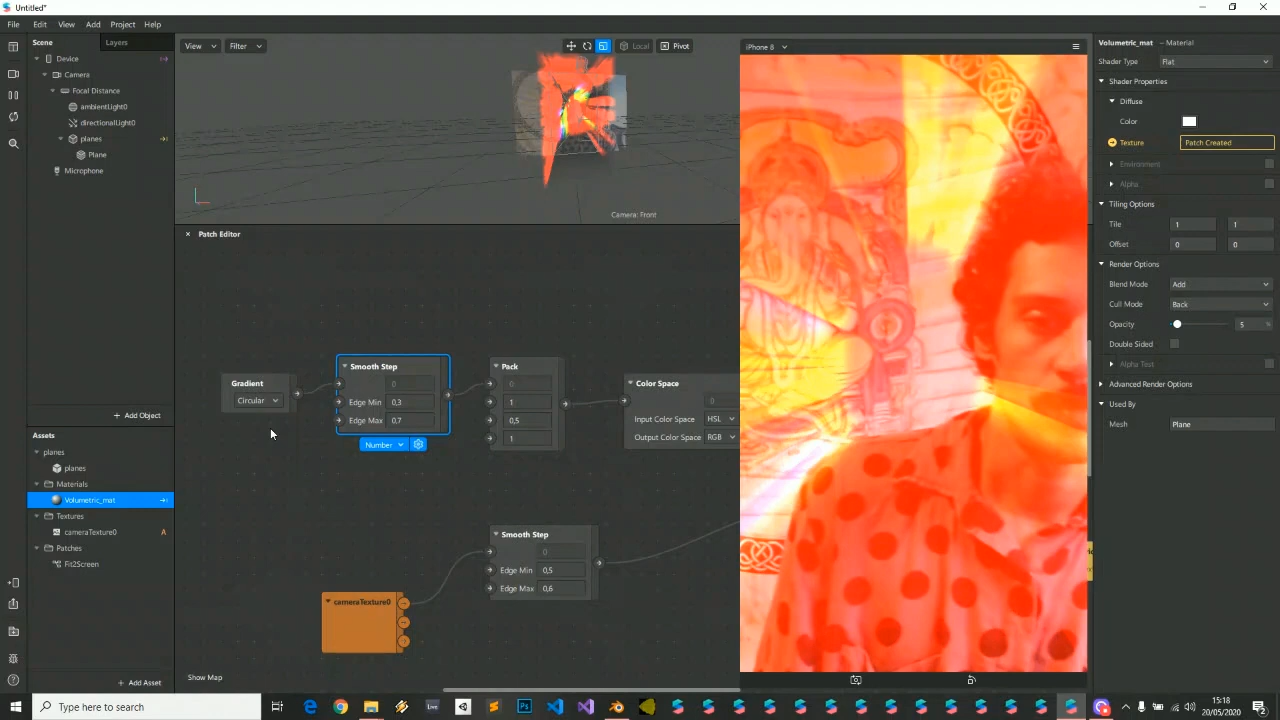 Untitled*
File Edit View Add Project Help
Scene Layers
Device
Camera
Focal Distance
ambientLight0
directionalLight0
planes
Plane
Microphone
+ Add Object
Assets
planes
planes
Materials
Volumetric_mat
Textures
cameraTexture0 A
Patches
Fit2Screen
+ Add Asset
View Filter Local Pivot
Camera: Front
× Patch Editor
Gradient
Circular
Smooth Step
0
Edge Min 0,3
Edge Max 0,7
Number
Pack
0
1
0,5
1
Color Space
0
Input Color Space HSL
Output Color Space RGB
Smooth Step
0
Edge Min 0,5
Edge Max 0,6
cameraTexture0
Show Map
iPhone 8
Volumetric_mat – Material
Shader Type Flat
Shader Properties
Diffuse
Color
Texture Patch Created
Environment
Alpha
Tiling Options
Tile 1 1
Offset 0 0
Render Options
Blend Mode Add
Cull Mode Back
Opacity 5 %
Double Sided
Alpha Test
Advanced Render Options
Used By
Mesh Plane
Type here to search
Live
Ps
15:18
20/05/2020